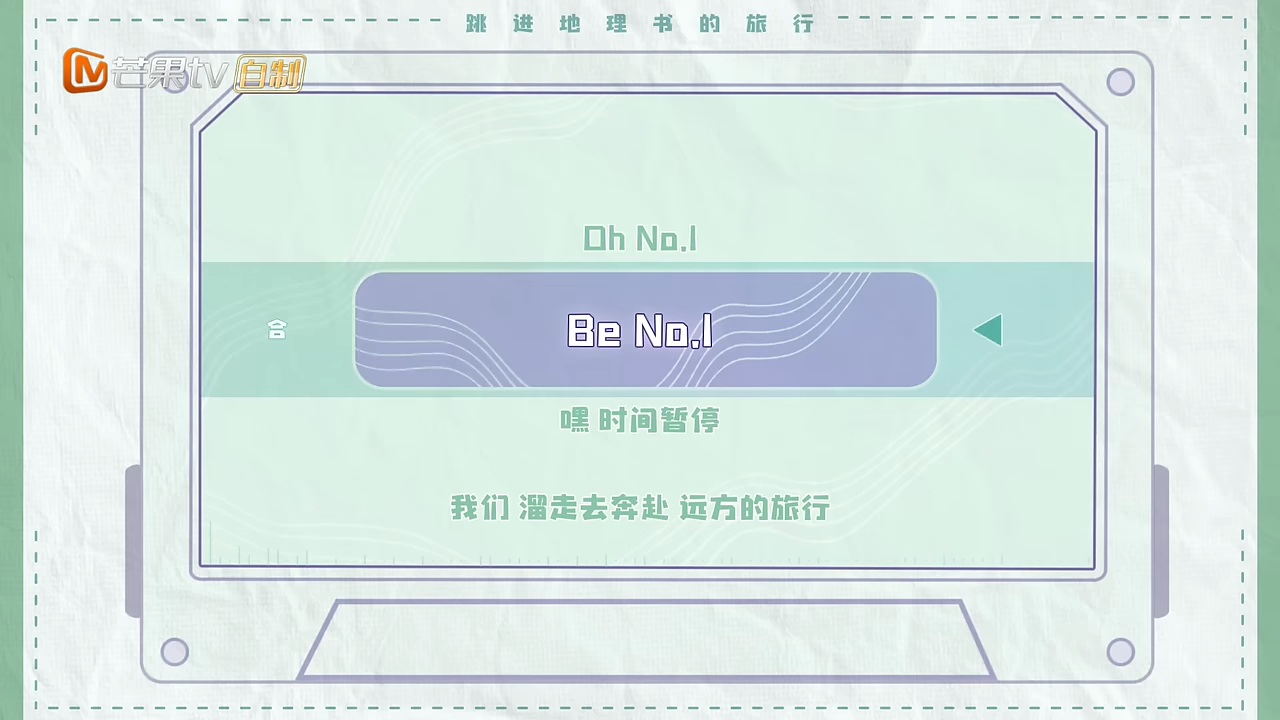 跳进地理书的旅行
芒果tv自制
Oh No.1
合
Be No.1
嘿 时间暂停
我们 溜走去奔赴 远方的旅行